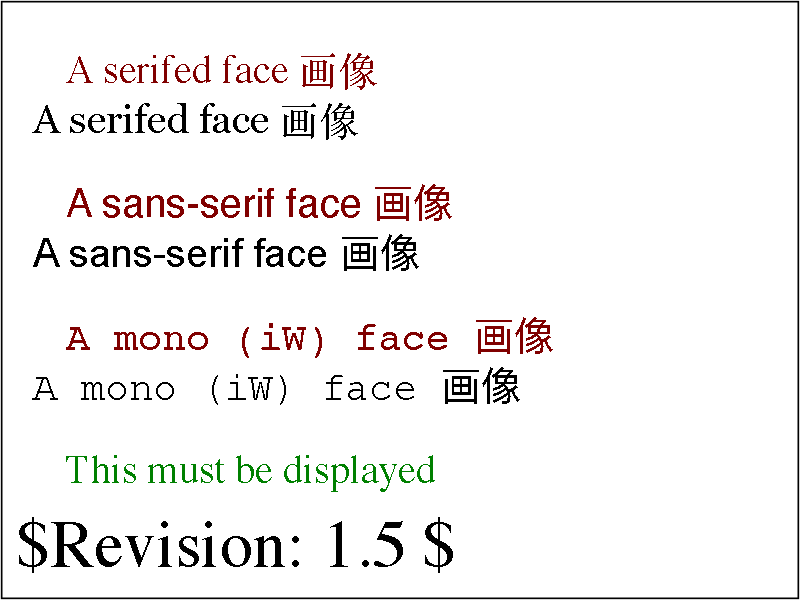 A serifed face 画像
A serifed face 画像
A sans-serif face 画像
A sans-serif face 画像
A mono (iW) face 画像
A mono (iW) face 画像
This must be displayed
$Revision: 1.5 $